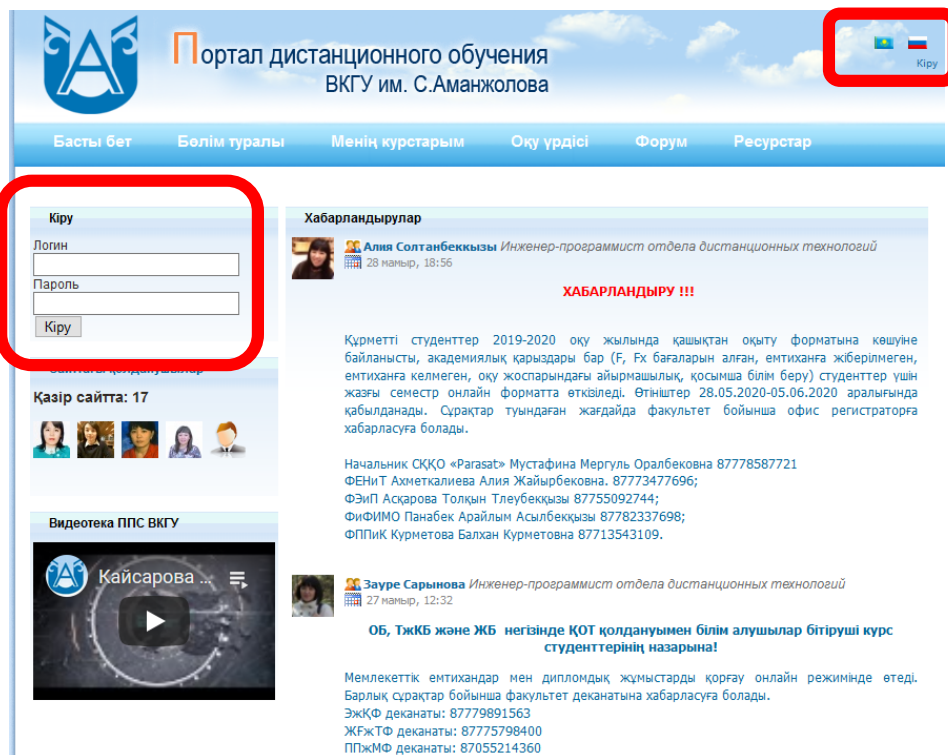 Портал дистанционного обучения
ВКГУ им. С.Аманжолова
Кіру
Басты бет Бөлім туралы Менің курстарым Оқу үрдісі Форум Ресурстар
Кіру
Логин
Пароль
Кіру
Қазір сайтта: 17
Видеотека ППС ВКГУ
Кайсарова ...
Хабарландырулар
Алия Солтанбеккызы Инженер-программист отдела дистанционных технологий
28 мамыр, 18:56
ХАБАРЛАНДЫРУ !!!
Құрметті студенттер 2019-2020 оқу жылында қашықтан оқыту форматына көшуіне
байланысты, академиялық қарыздары бар (F, Fx бағаларын алған, емтиханға жіберілмеген,
емтиханға келмеген, оқу жоспарындағы айырмашылық, қосымша білім беру) студенттер үшін
жазғы семестр онлайн форматта өткізіледі. Өтініштер 28.05.2020-05.06.2020 аралығында
қабылданады. Сұрақтар туындаған жағдайда факультет бойынша офис регистраторға
хабарласуға болады.
Начальник СҚҚО «Parasat» Мустафина Мергуль Оралбековна 87778587721
ФЕНиТ Ахметкалиева Алия Жайырбековна. 87773477696;
ФЭиП Асқарова Толқын Тлеубекқызы 87755092744;
ФиФИМО Панабек Арайлым Асылбекқызы 87782337698;
ФППиК Курметова Балхан Курметовна 87713543109.
Зауре Сарынова Инженер-программист отдела дистанционных технологий
27 мамыр, 12:32
ОБ, ТжКБ және ЖБ негізінде ҚОТ қолдануымен білім алушылар бітіруші курс
студенттерінің назарына!
Мемлекеттік емтихандар мен дипломдық жұмыстарды қорғау онлайн режимінде өтеді.
Барлық сұрақтар бойынша факультет деканатына хабарласуға болады.
ЭжҚФ деканаты: 87779891563
ЖҒжТФ деканаты: 87775798400
ППжМФ деканаты: 87055214360